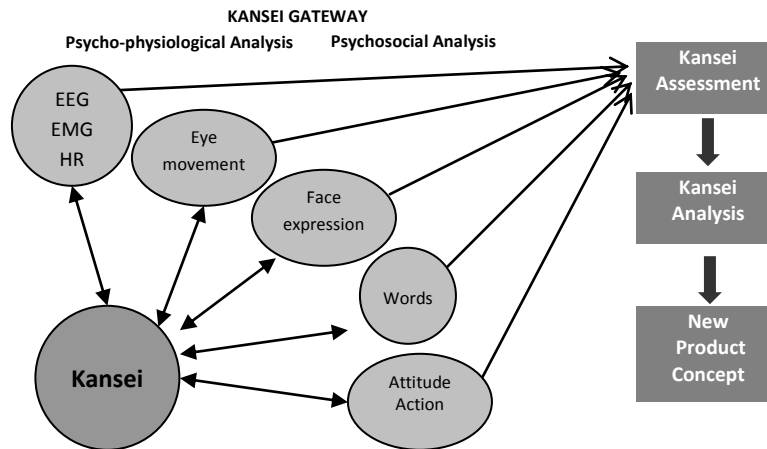 KANSEI GATEWAY
Psycho-physiological Analysis
Psychosocial Analysis
EEG
EMG
HR
Eye
movement
Face
expression
Words
Attitude
Action
Kansei
Kansei
Assessment
Kansei
Analysis
New
Product
Concept